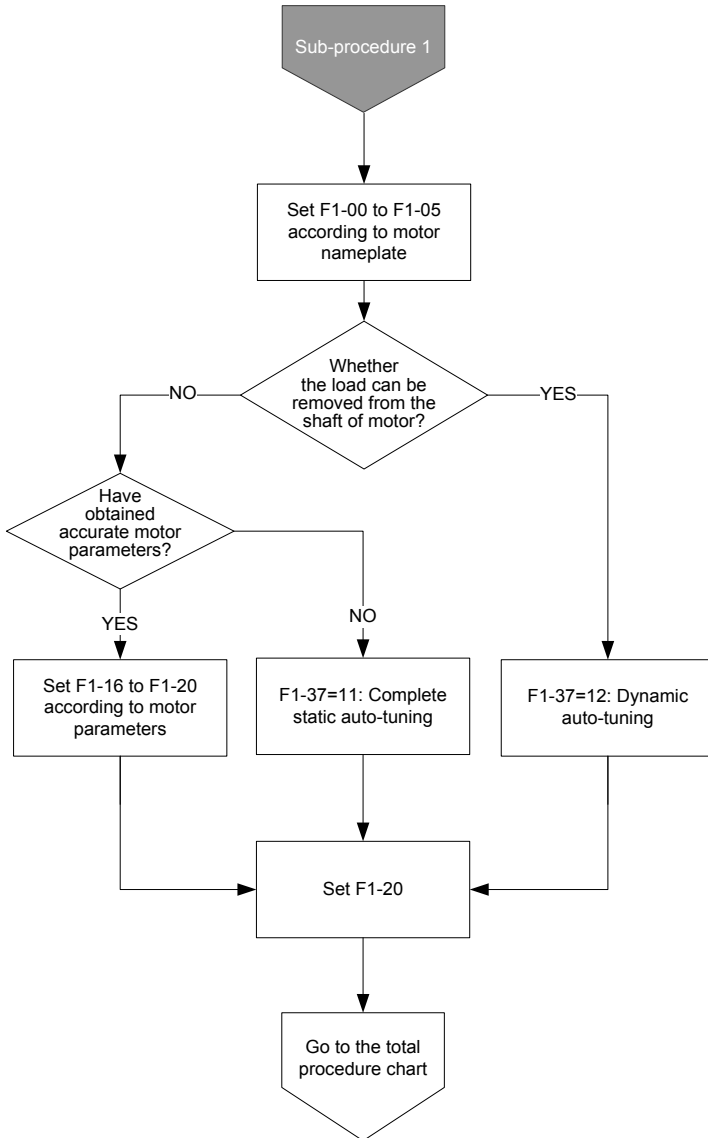 Sub-procedure 1
Set F1-00 to F1-05
according to motor
nameplate
Whether
the load can be
removed from the
shaft of motor?
NO
YES
Have
obtained
accurate motor
parameters?
YES
NO
Set F1-16 to F1-20
according to motor
parameters
F1-37=11: Complete
static auto-tuning
F1-37=12: Dynamic
auto-tuning
Set F1-20
Go to the total
procedure chart